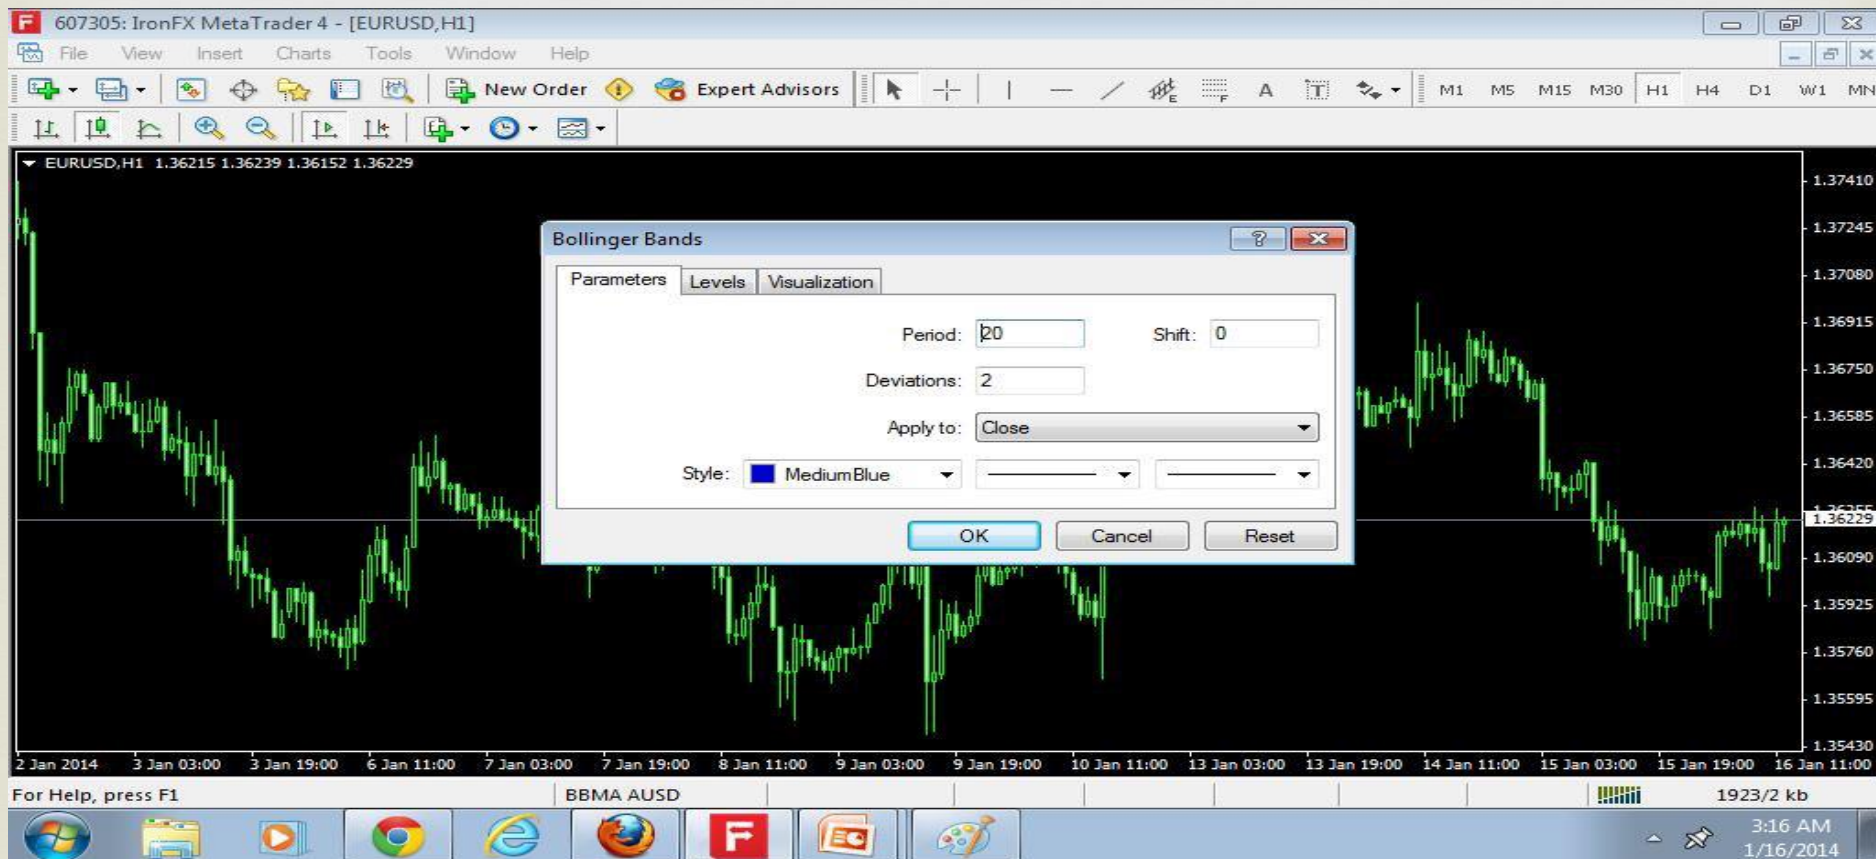 607305: IronFX MetaTrader 4 - [EURUSD,H1]
File View Insert Charts Tools Window Help
New Order Expert Advisors A T M1 M5 M15 M30 H1 H4 D1 W1 MN
EURUSD,H1 1.36215 1.36239 1.36152 1.36229
1.37410
1.37245
1.37080
1.36915
1.36750
1.36585
1.36420
1.36255
1.36229
1.36090
1.35925
1.35760
1.35595
1.35430
Bollinger Bands
Parameters Levels Visualization
Period: 20 Shift: 0
Deviations: 2
Apply to: Close
Style: MediumBlue
OK Cancel Reset
2 Jan 2014 3 Jan 03:00 3 Jan 19:00 6 Jan 11:00 7 Jan 03:00 7 Jan 19:00 8 Jan 11:00 9 Jan 03:00 9 Jan 19:00 10 Jan 11:00 13 Jan 03:00 13 Jan 19:00 14 Jan 11:00 15 Jan 03:00 15 Jan 19:00 16 Jan 11:00
For Help, press F1 BBMA AUSD 1923/2 kb
3:16 AM
1/16/2014